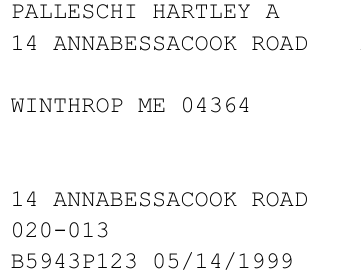 PALLESCHI HARTLEY A
14 ANNABESSACOOK ROAD
WINTHROP ME 04364
14 ANNABESSACOOK ROAD
020-013
B5943P123 05/14/1999